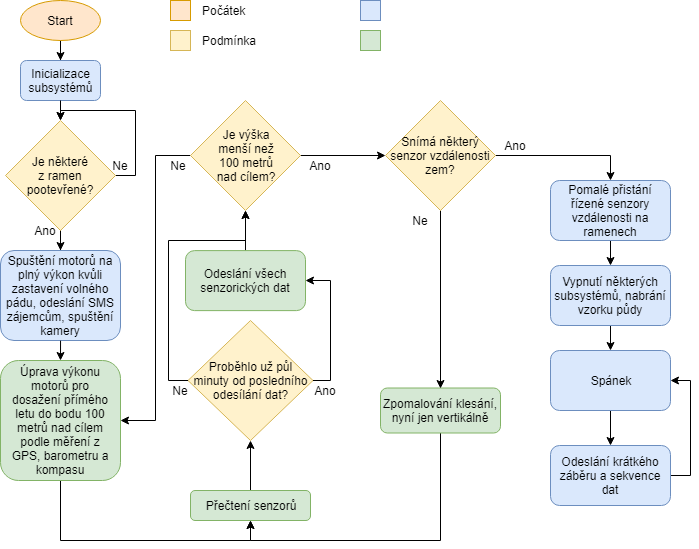 Start
Počátek
Podmínka
Inicializace
subsystémů
Je některé
z ramen
pootevřené?
Ne
Ano
Spuštění motorů na
plný výkon kvůli
zastavení volného
pádu, odeslání SMS
zájemcům, spuštění
kamery
Úprava výkonu
motorů pro
dosažení přímého
letu do bodu 100
metrů nad cílem
podle měření z
GPS, barometru a
kompasu
Je výška
menší než
100 metrů
nad cílem?
Ne
Ano
Odeslání všech
senzorických dat
Proběhlo už půl
minuty od posledního
odesílání dat?
Ne
Ano
Přečtení senzorů
Snímá některý
senzor vzdálenosti
zem?
Ano
Ne
Zpomalování klesání,
nyní jen vertikálně
Pomalé přistání
řízené senzory
vzdálenosti na
ramenech
Vypnutí některých
subsystémů, nabrání
vzorku půdy
Spánek
Odeslání krátkého
záběru a sekvence
dat